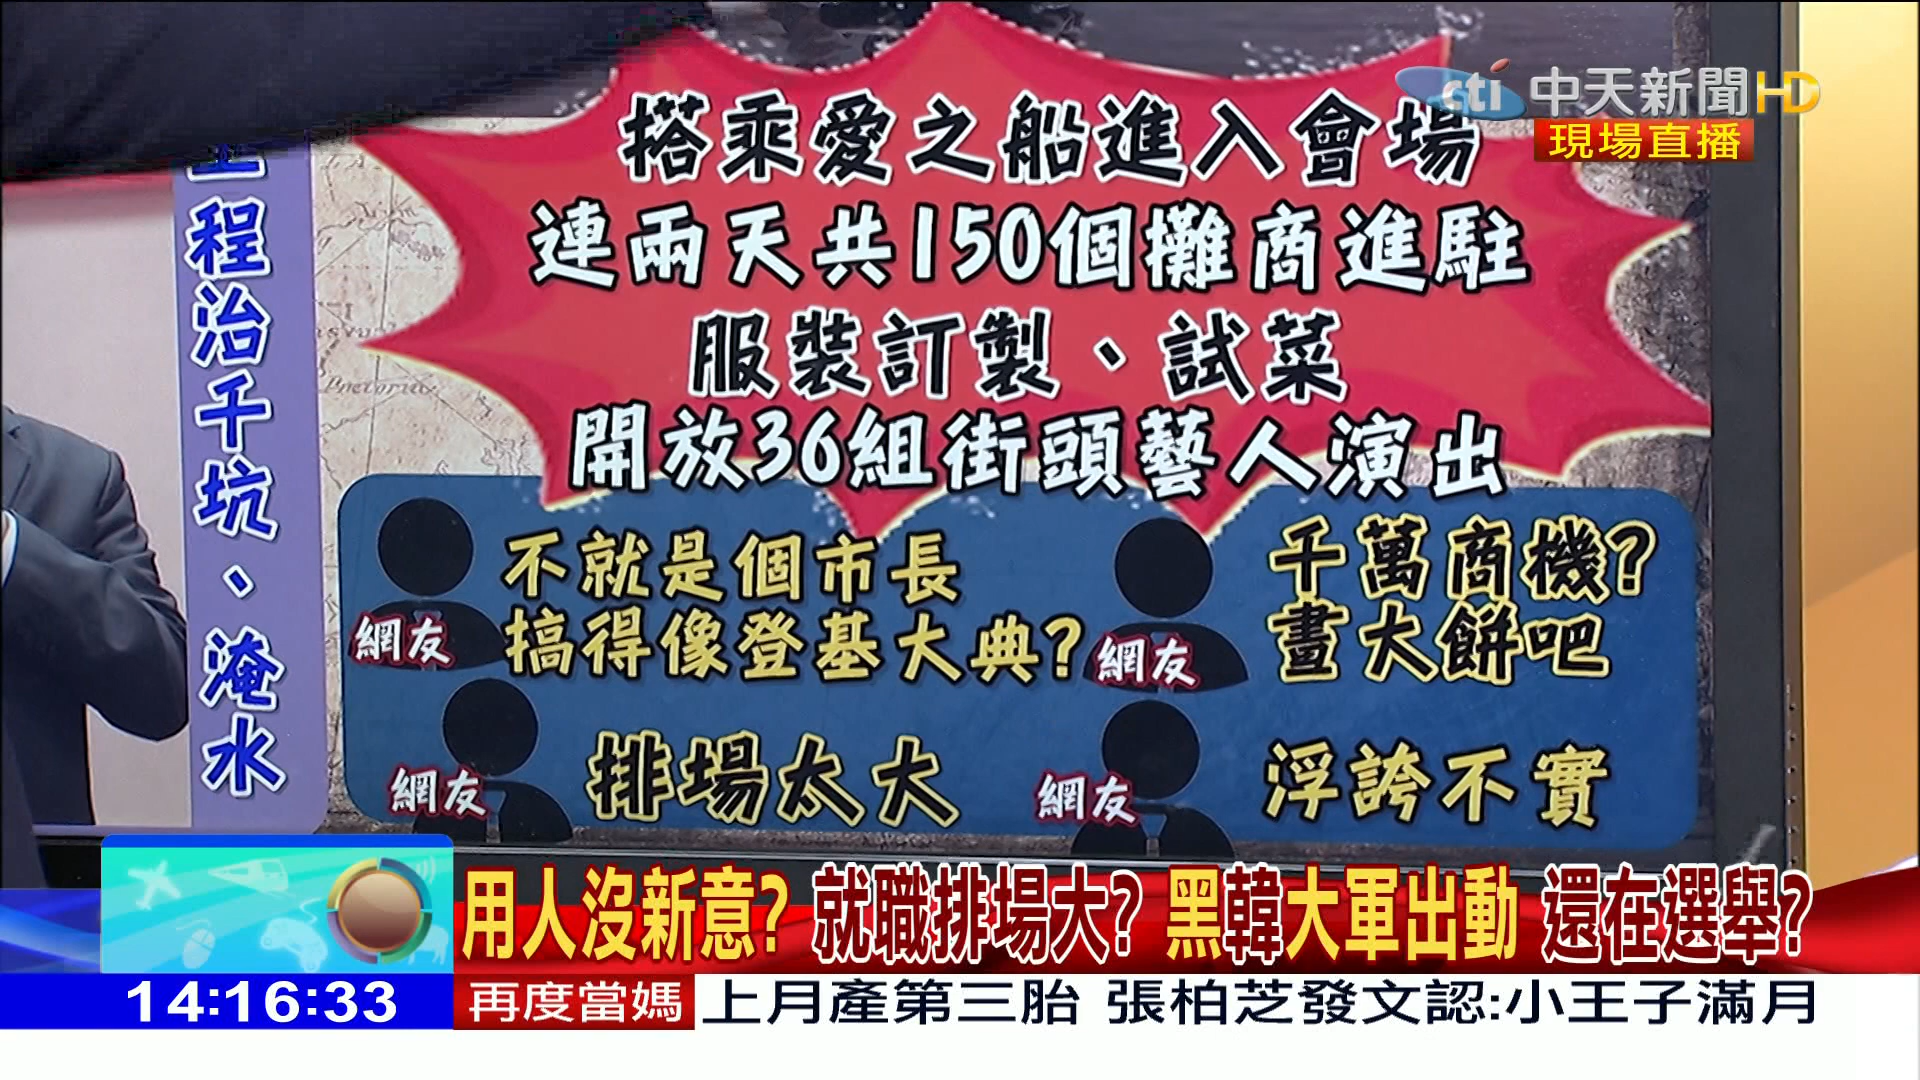 cti 中天新聞HD
現場直播
程治千坑、淹水
搭乘愛之船進入會場
連兩天共150個攤商進駐
服裝訂製、試菜
開放36組街頭藝人演出
網友
不就是個市長
搞得像登基大典?
網友
千萬商機?
畫大餅吧
網友
排場太大
網友
浮誇不實
用人沒新意? 就職排場大? 黑韓大軍出動 還在選舉?
14:16:33
再度當媽
上月產第三胎 張柏芝發文認:小王子滿月